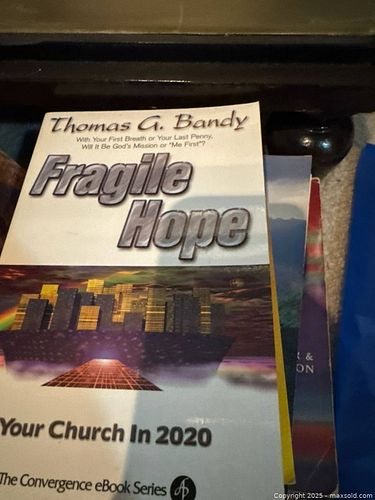 Thomas G. Bandy
With Your First Breath or Your Last Penny,
Will It Be God's Mission or "Me First"?
Fragile
Hope
Your Church In 2020
The Convergence eBook Series
&
ON
Copyright 2025 - maxsold.com